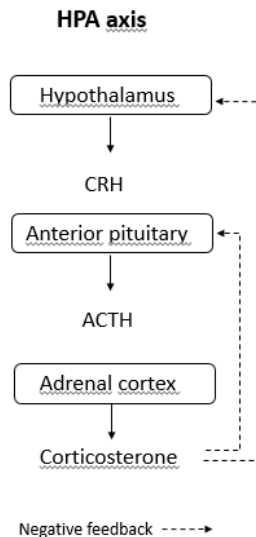 HPA axis
Hypothalamus
CRH
Anterior pituitary
ACTH
Adrenal cortex
Corticosterone
Negative feedback